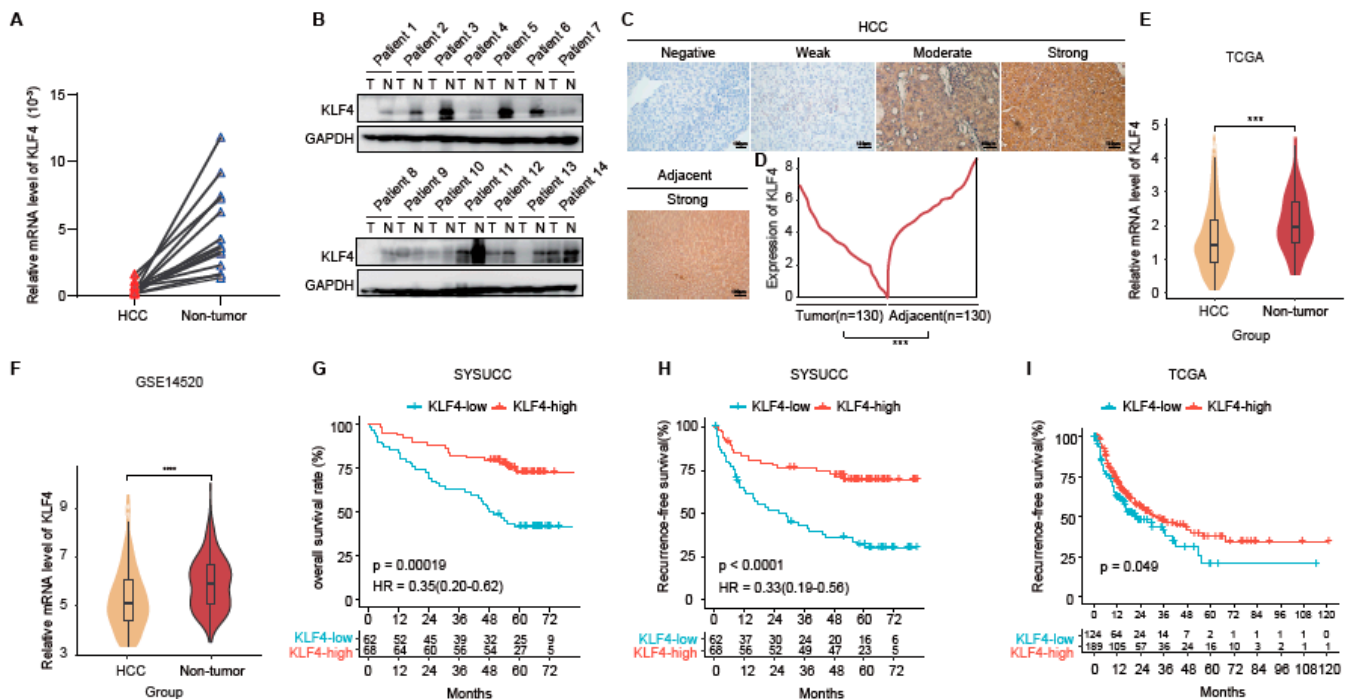 A
Relative mRNA level of KLF4 (10⁻³)
15
10
5
0
HCC Non-tumor
B
Patient 1 Patient 2 Patient 3 Patient 4 Patient 5 Patient 6 Patient 7
T N T N T N T N T N T N T N
KLF4
GAPDH
Patient 8 Patient 9 Patient 10 Patient 11 Patient 12 Patient 13 Patient 14
T N T N T N T N T N T N T N
KLF4
GAPDH
C
HCC
Negative Weak Moderate Strong
Adjacent
Strong
D
Expression of KLF4
8
6
4
2
0
Tumor(n=130) Adjacent(n=130)
***
E
TCGA
Relative mRNA level of KLF4
5
4
3
2
1
0
***
HCC Non-tumor
Group
F
GSE14520
Relative mRNA level of KLF4
9
7
5
3
****
HCC Non-tumor
Group
G
SYSUCC
KLF4-low KLF4-high
overall survival rate (%)
100
75
50
25
0
p = 0.00019
HR = 0.35(0.20-0.62)
0 12 24 36 48 60 72
KLF4-low 62 52 45 39 32 25 9
KLF4-high 68 64 60 56 54 27 5
0 12 24 36 48 60 72
Months
H
SYSUCC
KLF4-low KLF4-high
Recurrence-free survival(%)
100
75
50
25
0
p < 0.0001
HR = 0.33(0.19-0.56)
0 12 24 36 48 60 72
KLF4-low 62 37 30 24 20 16 6
KLF4-high 68 56 52 49 47 23 5
0 12 24 36 48 60 72
Months
I
TCGA
KLF4-low KLF4-high
Recurrence-free survival(%)
100
75
50
25
0
p = 0.049
0 12 24 36 48 60 72 84 96 108 120
KLF4-low 124 64 24 14 7 2 1 1 1 1 0
KLF4-high 189 105 57 36 24 16 10 3 2 1 1
0 12 24 36 48 60 72 84 96 108 120
Months